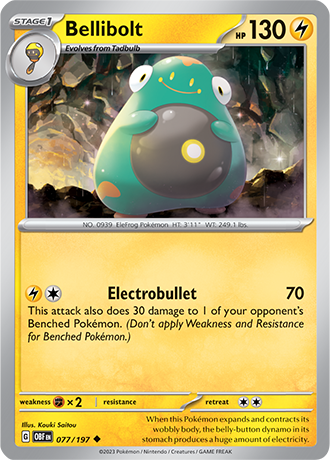 STAGE 1
Bellibolt
HP 130
Evolves from Tadbulb
NO. 0939 EleFrog Pokémon HT: 3'11" WT: 249.1 lbs.
Electrobullet 70
This attack also does 30 damage to 1 of your opponent's
Benched Pokémon. (Don't apply Weakness and Resistance
for Benched Pokémon.)
weakness ×2 resistance retreat
Illus. Kouki Saitou
G OBF EN 077/197
When this Pokémon expands and contracts its
wobbly body, the belly-button dynamo in its
stomach produces a huge amount of electricity.
©2023 Pokémon / Nintendo / Creatures / GAME FREAK